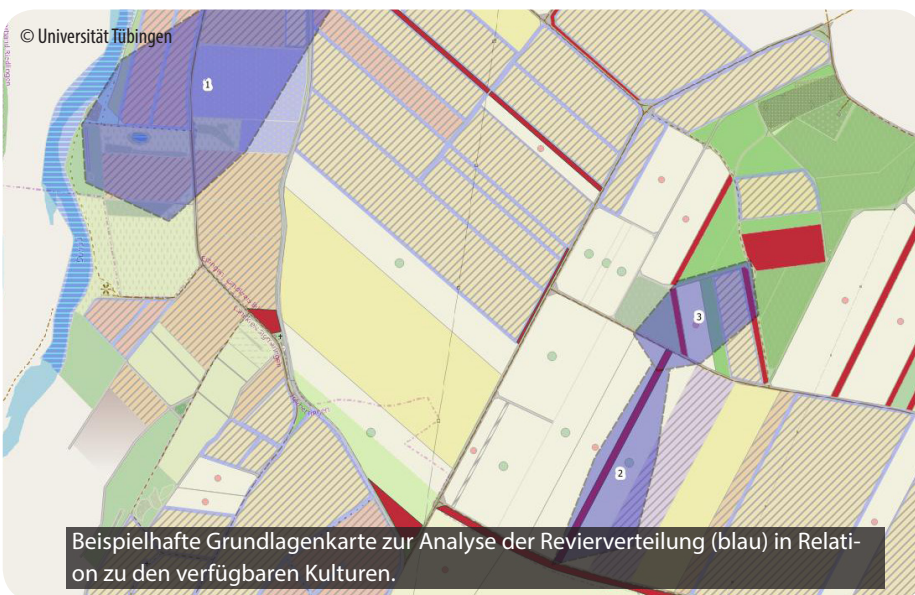 © Universität Tübingen
1
3
2
Beispielhafte Grundlagenkarte zur Analyse der Revierverteilung (blau) in Relati-
on zu den verfügbaren Kulturen.